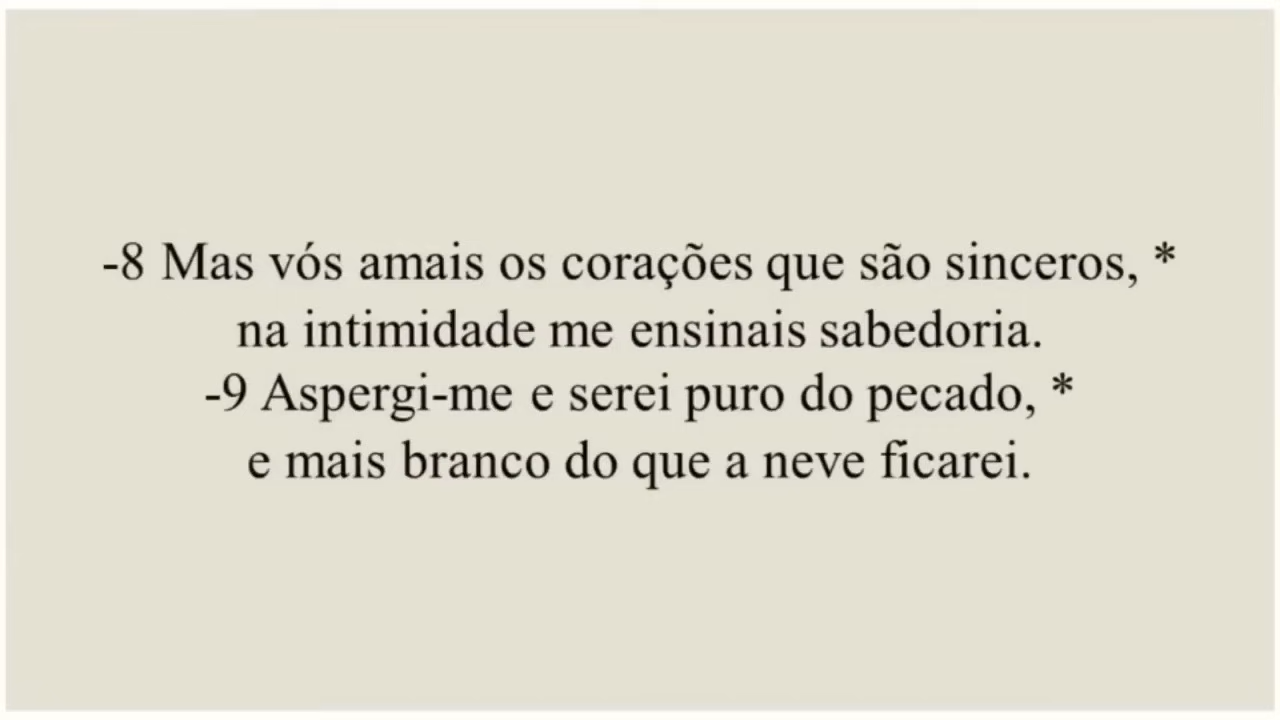 -8 Mas vós amais os corações que são sinceros, *
na intimidade me ensinais sabedoria.
-9 Aspergi-me e serei puro do pecado, *
e mais branco do que a neve ficarei.